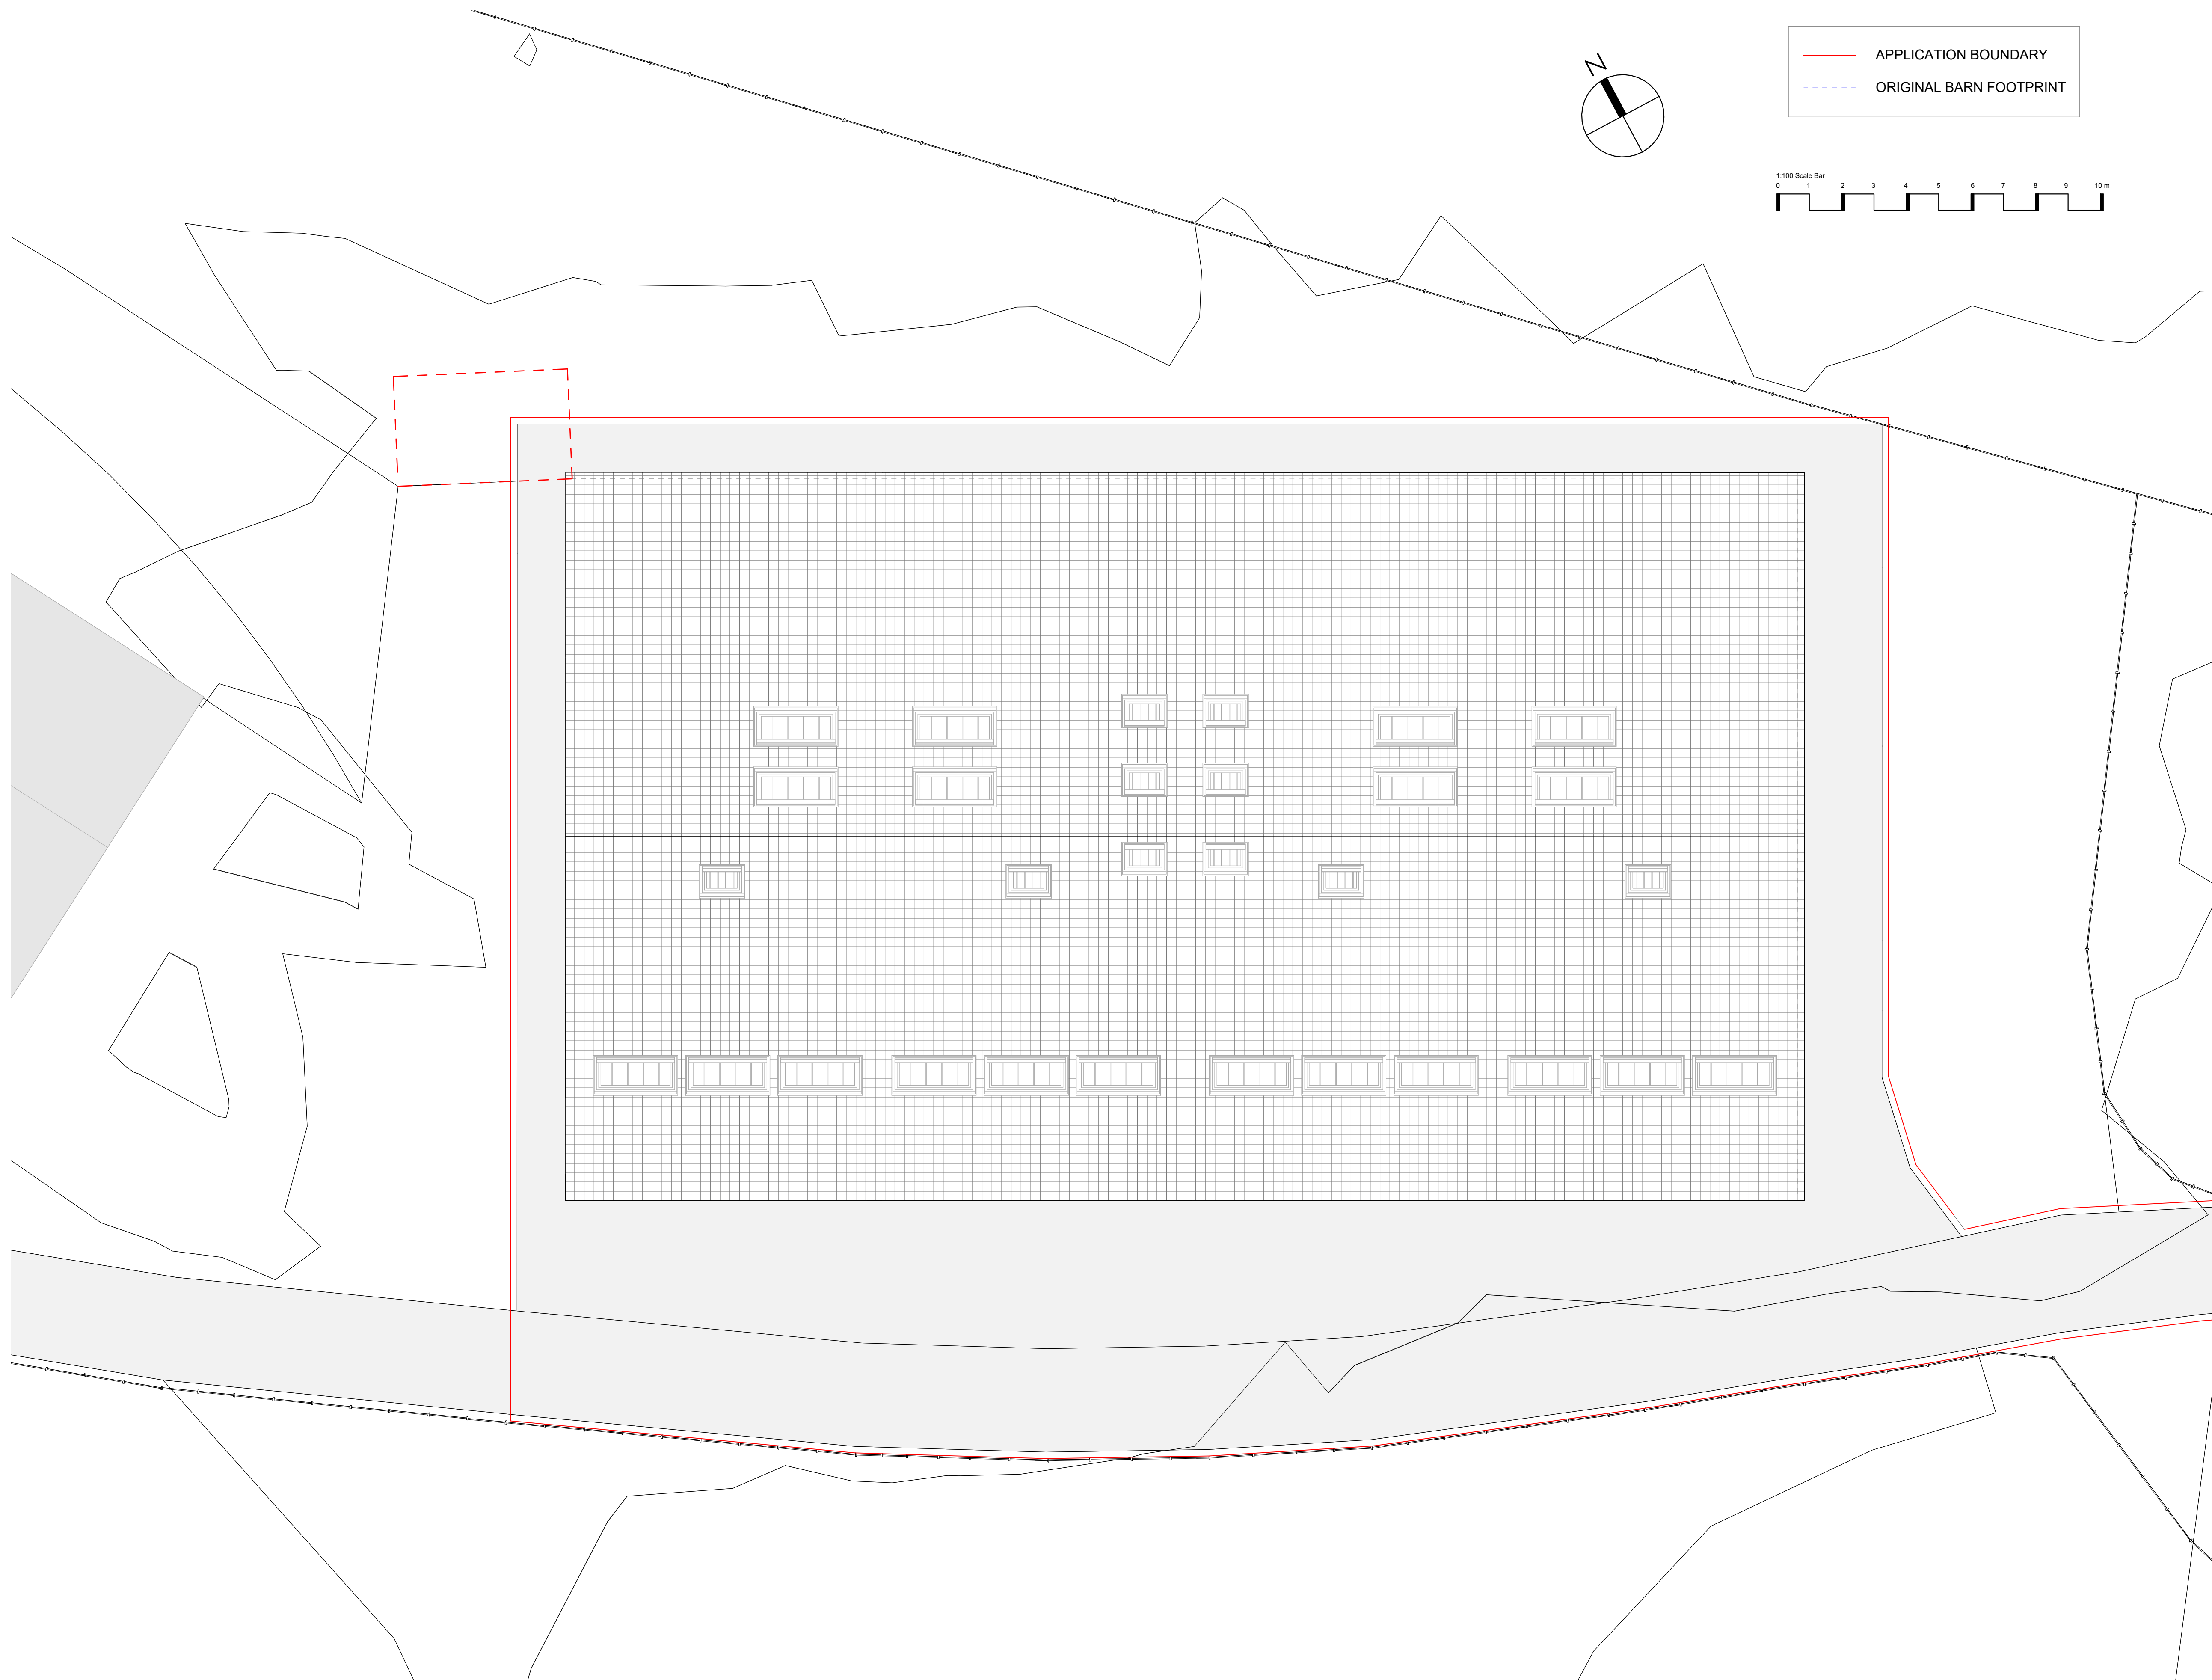 N
APPLICATION BOUNDARY
ORIGINAL BARN FOOTPRINT
1:100 Scale Bar
0 1 2 3 4 5 6 7 8 9 10 m